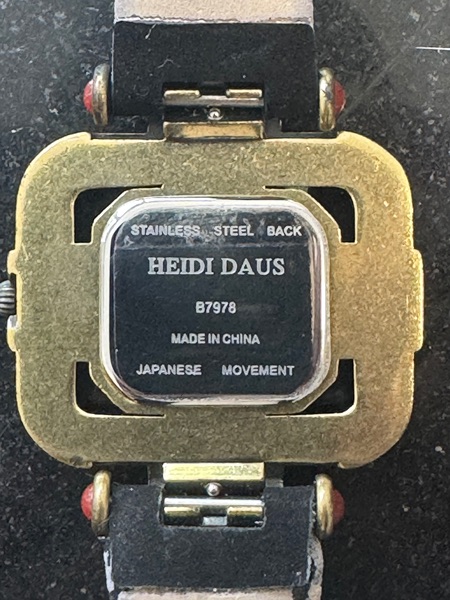 STAINLESS STEEL BACK
HEIDI DAUS
B7978
MADE IN CHINA
JAPANESE MOVEMENT